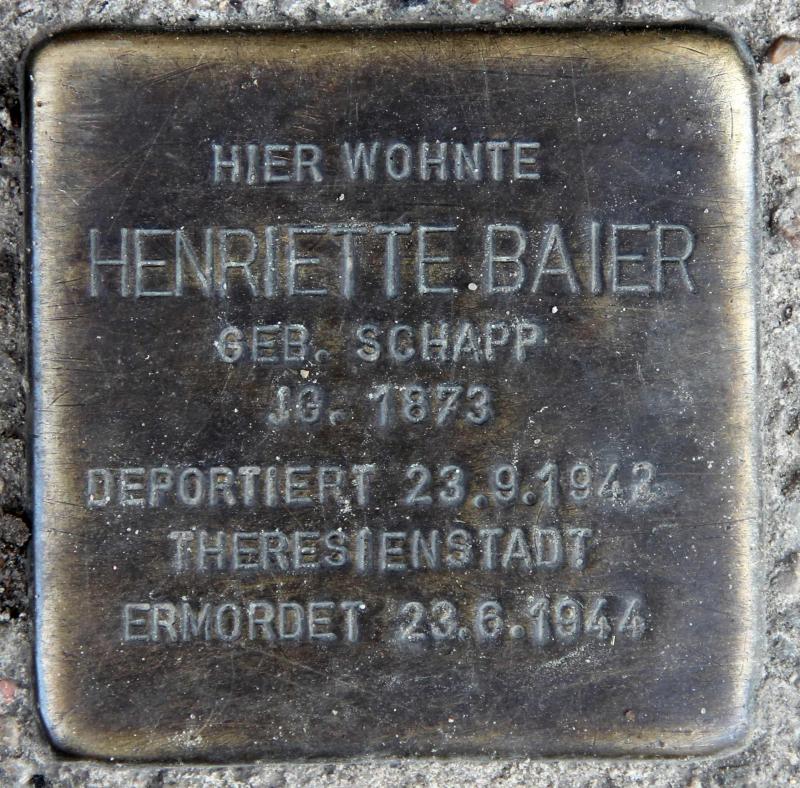 HIER WOHNTE
HENRIETTE BAIER
GEB. SCHAPP
JG. 1873
DEPORTIERT 23.9.1942
THERESIENSTADT
ERMORDET 23.6.1944